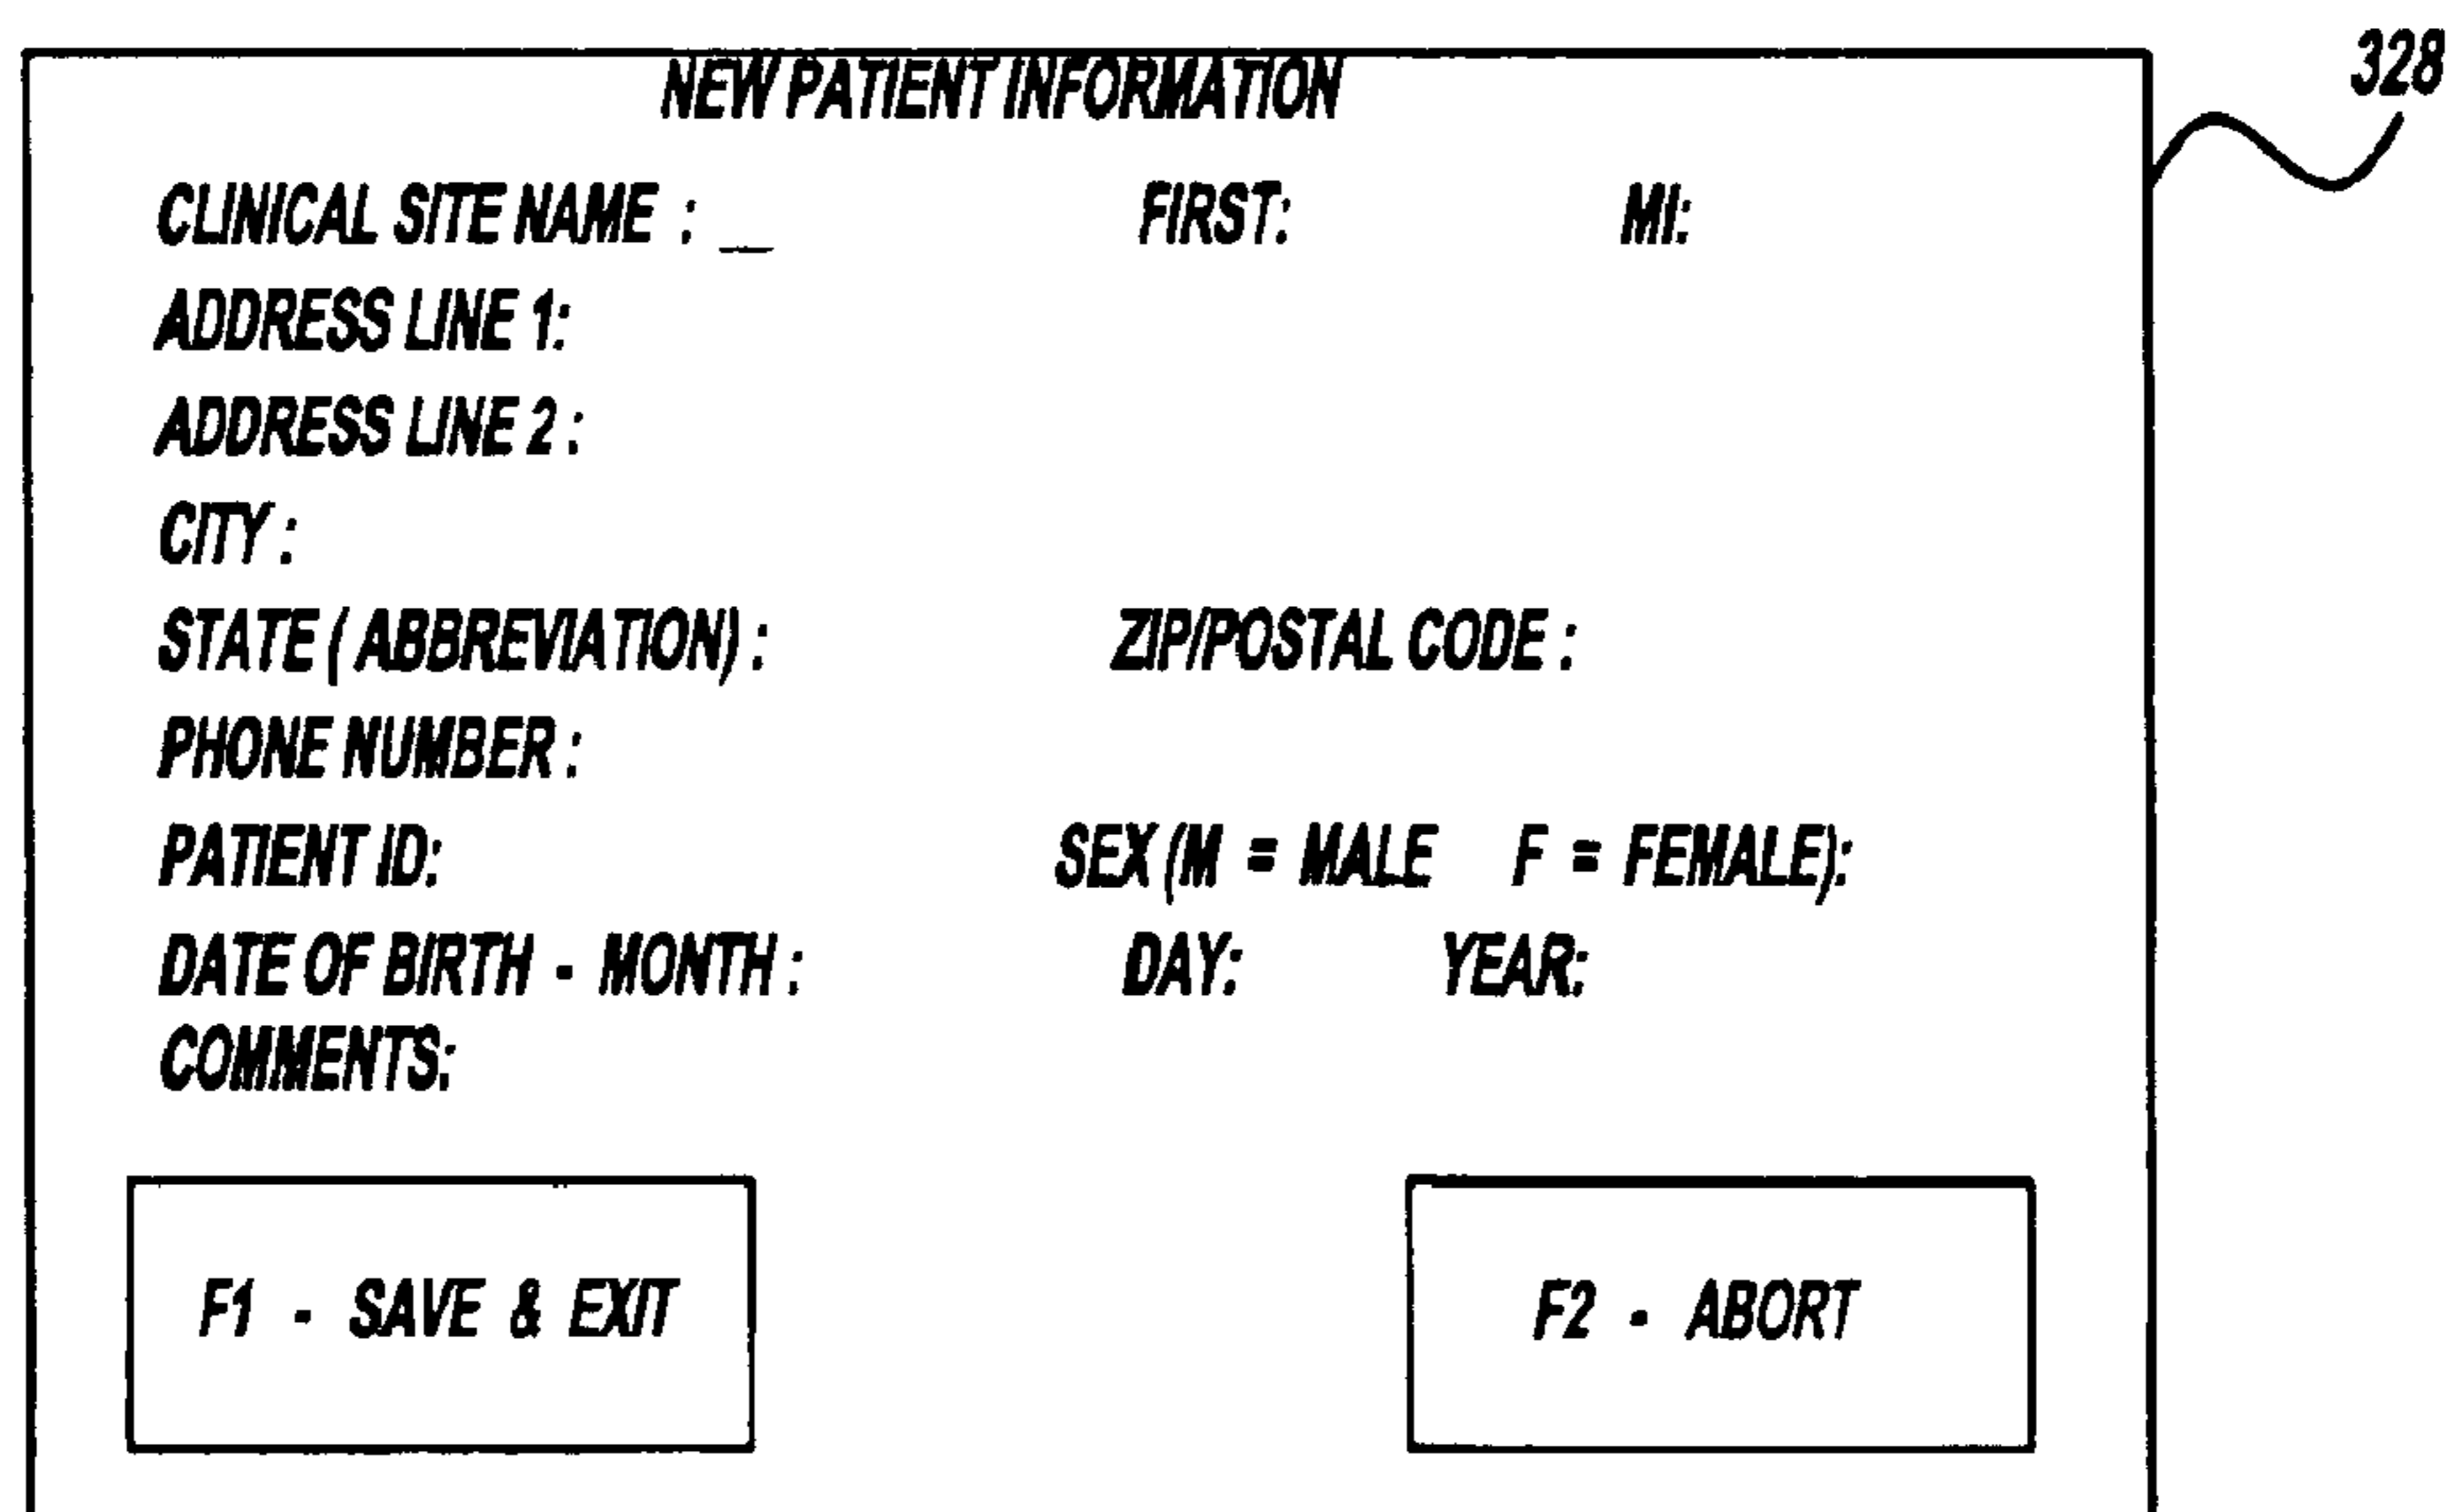 328
NEW PATIENT INFORMATION
CLINICAL SITE NAME : _ FIRST: MI:
ADDRESS LINE 1:
ADDRESS LINE 2 :
CITY :
STATE ( ABBREVIATION) : ZIP/POSTAL CODE :
PHONE NUMBER :
PATIENT ID: SEX (M = MALE F = FEMALE):
DATE OF BIRTH - MONTH : DAY: YEAR:
COMMENTS:
F1 - SAVE & EXIT F2 - ABORT